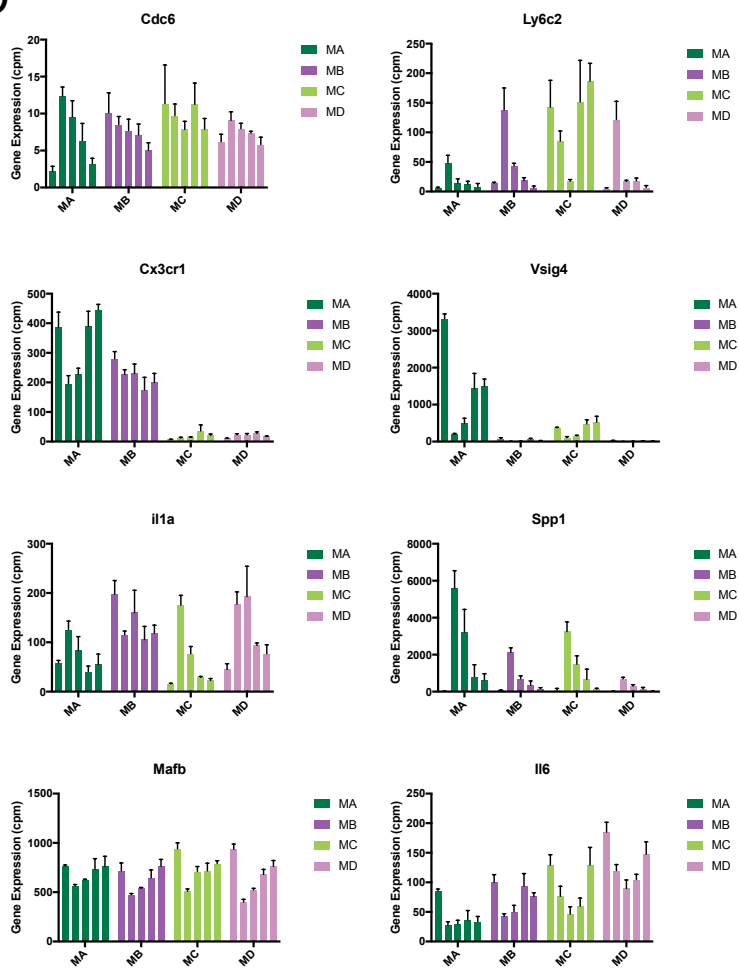 Cdc6
Gene Expression (cpm)
20
15
10
5
0
MA
MB
MC
MD
MA
MB
MC
MD
Ly6c2
Gene Expression (cpm)
250
200
150
100
50
0
MA
MB
MC
MD
MA
MB
MC
MD
Cx3cr1
Gene Expression (cpm)
500
400
300
200
100
0
MA
MB
MC
MD
MA
MB
MC
MD
Vsig4
Gene Expression (cpm)
4000
3000
2000
1000
0
MA
MB
MC
MD
MA
MB
MC
MD
il1a
Gene Expression (cpm)
300
200
100
0
MA
MB
MC
MD
MA
MB
MC
MD
Spp1
Gene Expression (cpm)
8000
6000
4000
2000
0
MA
MB
MC
MD
MA
MB
MC
MD
Mafb
Gene Expression (cpm)
1500
1000
500
0
MA
MB
MC
MD
MA
MB
MC
MD
Il6
Gene Expression (cpm)
250
200
150
100
50
0
MA
MB
MC
MD
MA
MB
MC
MD